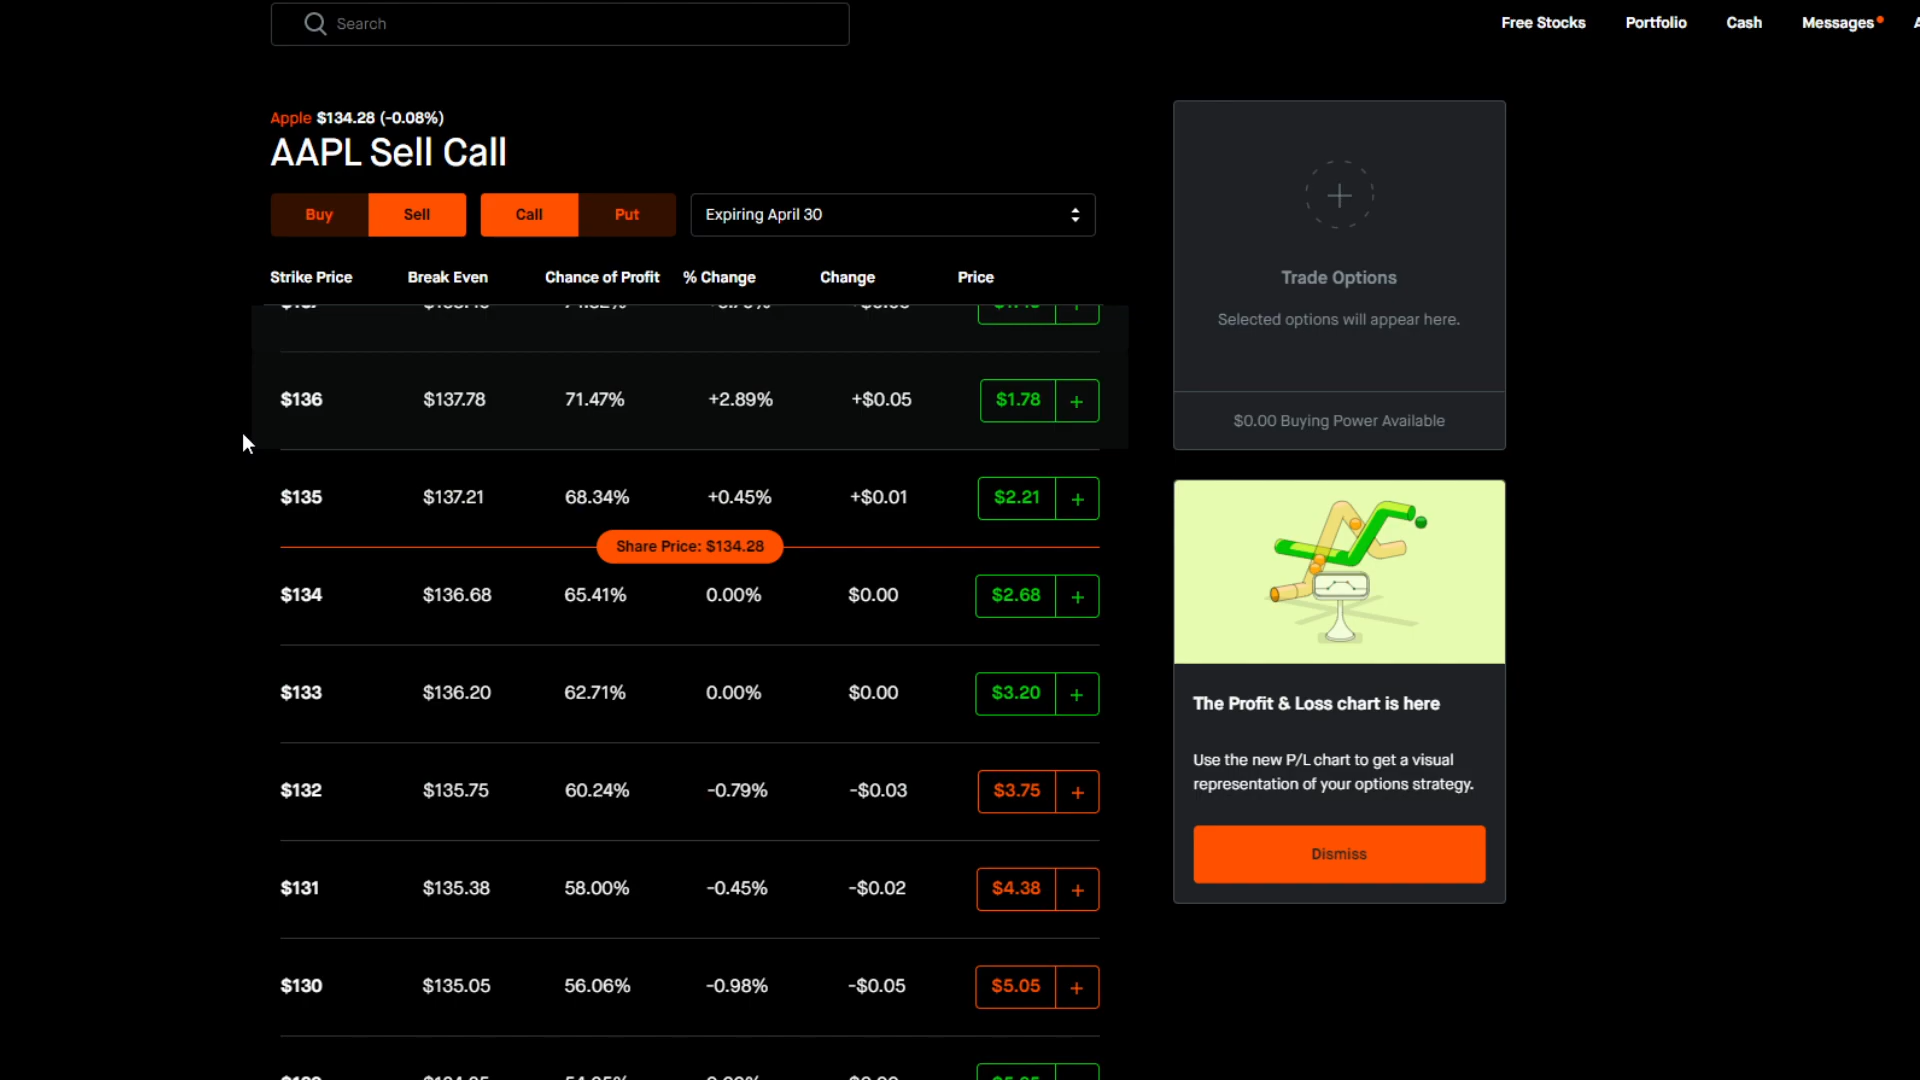 Search
Free Stocks Portfolio Cash Messages
Apple $134.28 (-0.08%)
AAPL Sell Call
Buy Sell Call Put Expiring April 30
Strike Price Break Even Chance of Profit % Change Change Price
$136 $137.78 71.47% +2.89% +$0.05 $1.78 +
$135 $137.21 68.34% +0.45% +$0.01 $2.21 +
Share Price: $134.28
$134 $136.68 65.41% 0.00% $0.00 $2.68 +
$133 $136.20 62.71% 0.00% $0.00 $3.20 +
$132 $135.75 60.24% -0.79% -$0.03 $3.75 +
$131 $135.38 58.00% -0.45% -$0.02 $4.38 +
$130 $135.05 56.06% -0.98% -$0.05 $5.05 +
Trade Options
Selected options will appear here.
$0.00 Buying Power Available
The Profit & Loss chart is here
Use the new P/L chart to get a visual
representation of your options strategy.
Dismiss